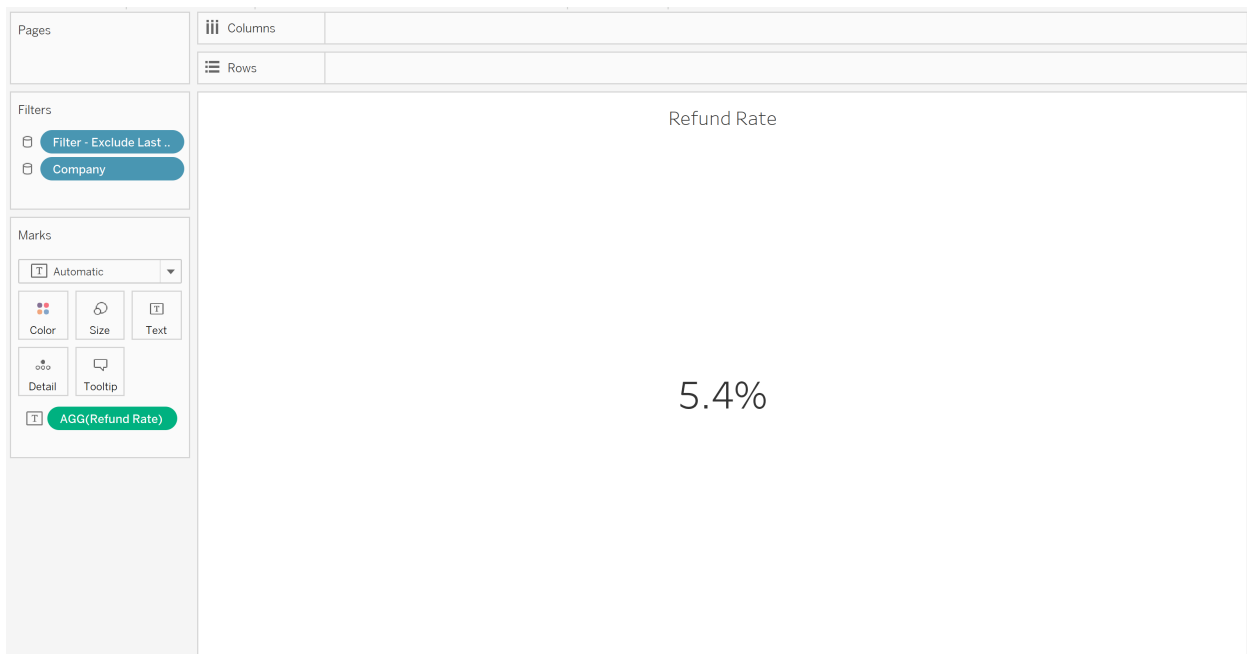 Pages
Columns
Rows
Filters
Filter - Exclude Last ..
Company
Marks
T Automatic
Color
Size
T
Text
Detail
Tooltip
T AGG(Refund Rate)
Refund Rate
5.4%